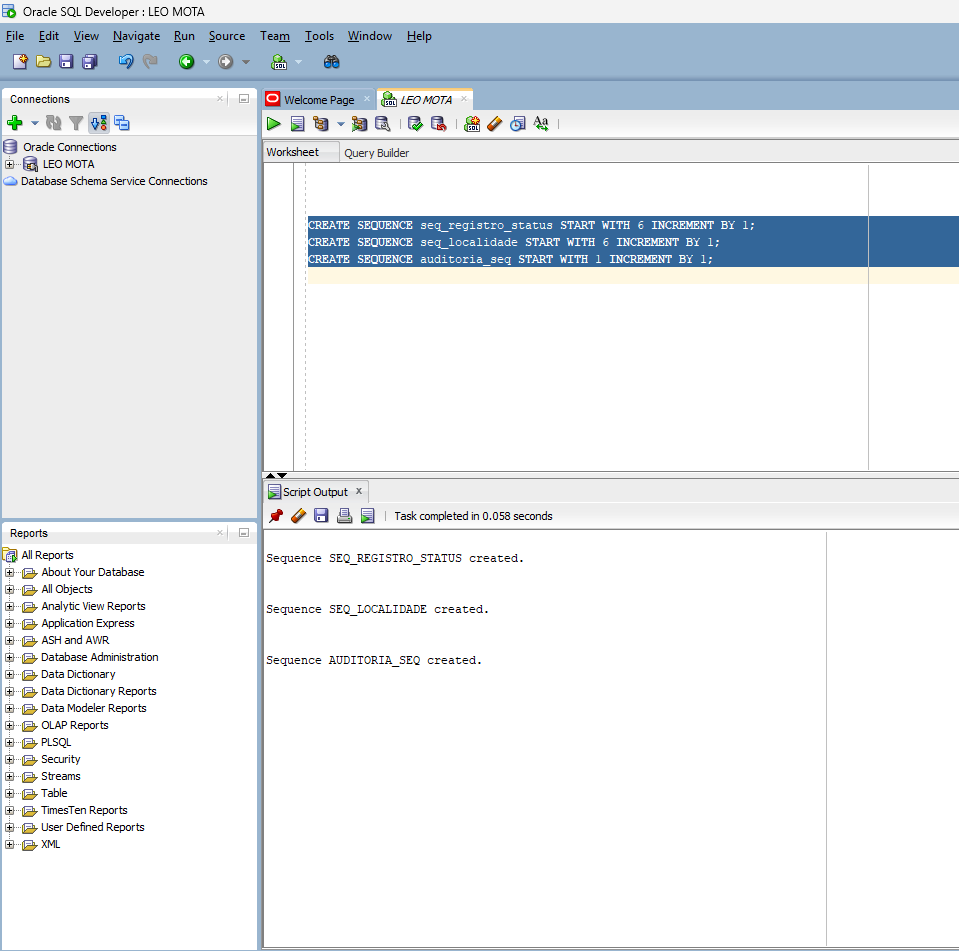 Oracle SQL Developer : LEO MOTA
File Edit View Navigate Run Source Team Tools Window Help
Connections
Oracle Connections
LEO MOTA
Database Schema Service Connections
Welcome Page
LEO MOTA
Worksheet Query Builder
CREATE SEQUENCE seq_registro_status START WITH 6 INCREMENT BY 1;
CREATE SEQUENCE seq_localidade START WITH 6 INCREMENT BY 1;
CREATE SEQUENCE auditoria_seq START WITH 1 INCREMENT BY 1;
Script Output
Task completed in 0.058 seconds
Sequence SEQ_REGISTRO_STATUS created.
Sequence SEQ_LOCALIDADE created.
Sequence AUDITORIA_SEQ created.
Reports
All Reports
About Your Database
All Objects
Analytic View Reports
Application Express
ASH and AWR
Database Administration
Data Dictionary
Data Dictionary Reports
Data Modeler Reports
OLAP Reports
PLSQL
Security
Streams
Table
TimesTen Reports
User Defined Reports
XML